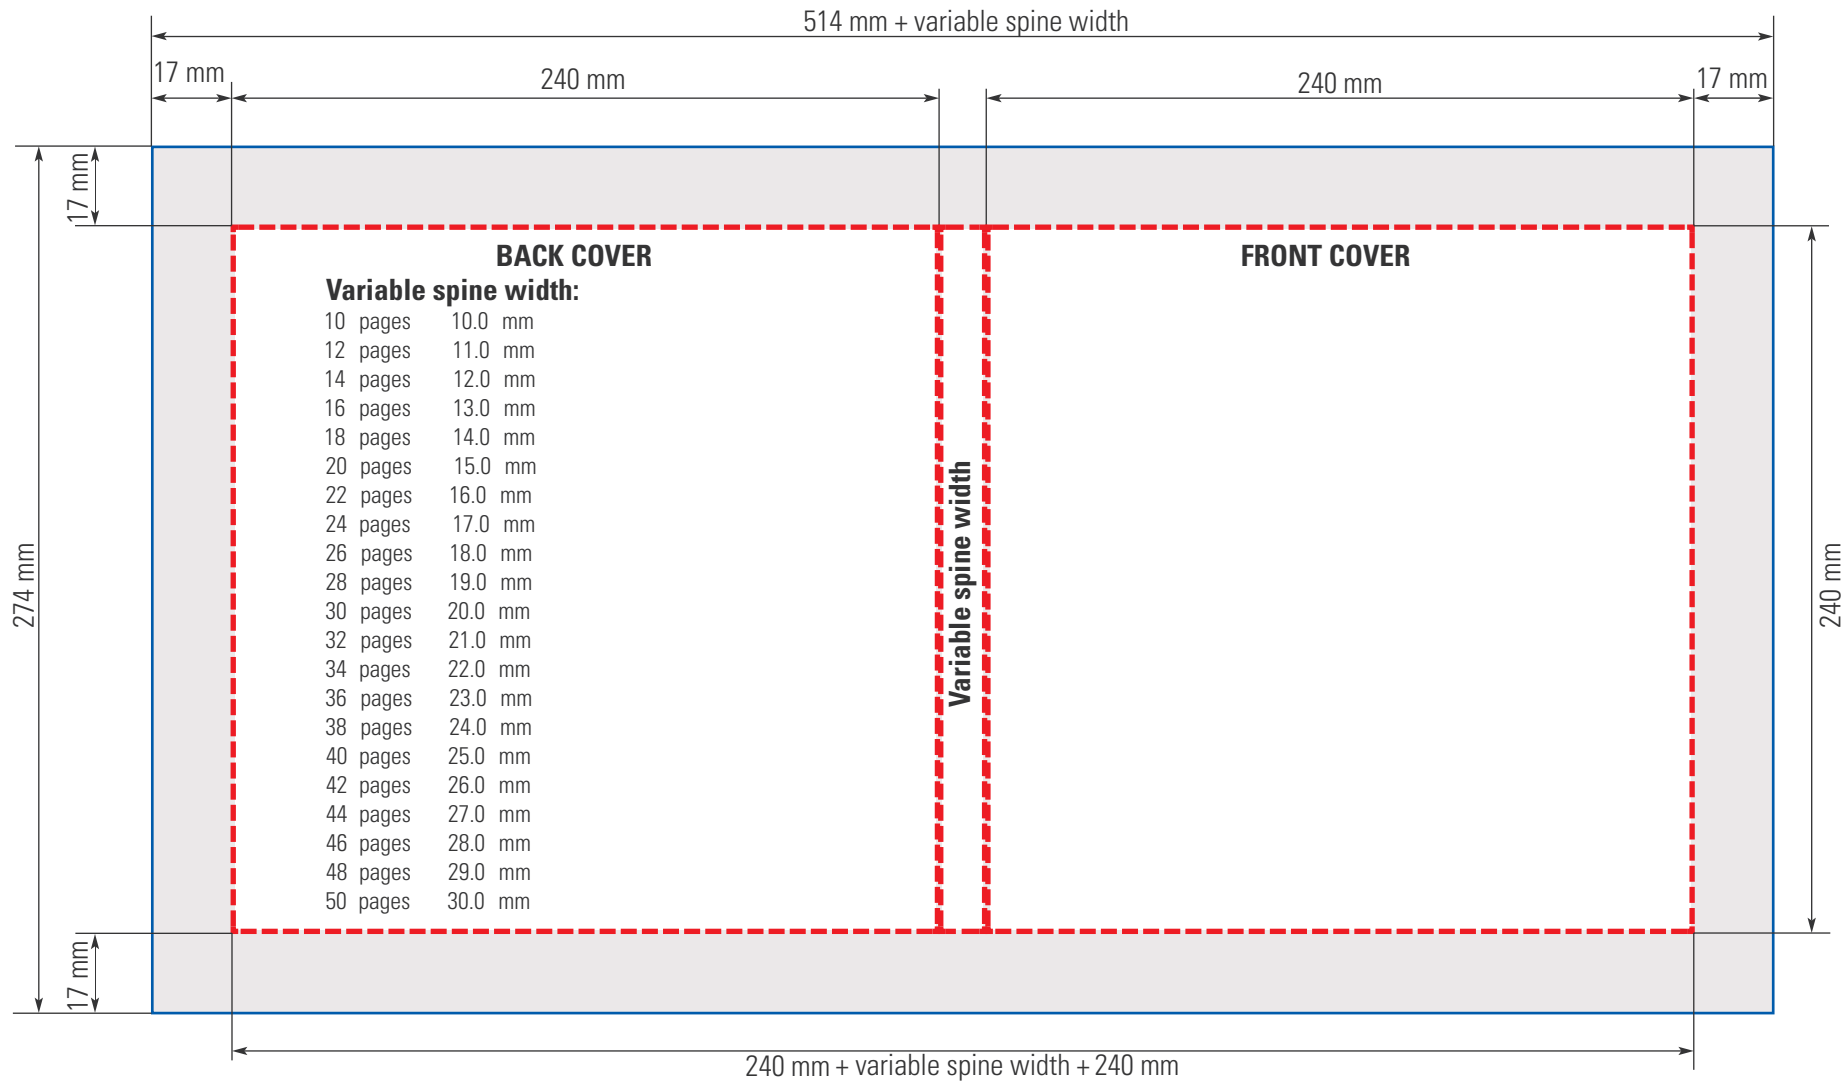 514 mm + variable spine width
17 mm
240 mm
240 mm
17 mm
17 mm
BACK COVER
FRONT COVER
Variable spine width:
10 pages 10.0 mm
12 pages 11.0 mm
14 pages 12.0 mm
16 pages 13.0 mm
18 pages 14.0 mm
20 pages 15.0 mm
22 pages 16.0 mm
24 pages 17.0 mm
26 pages 18.0 mm
28 pages 19.0 mm
30 pages 20.0 mm
32 pages 21.0 mm
34 pages 22.0 mm
36 pages 23.0 mm
38 pages 24.0 mm
40 pages 25.0 mm
42 pages 26.0 mm
44 pages 27.0 mm
46 pages 28.0 mm
48 pages 29.0 mm
50 pages 30.0 mm
Variable spine width
274 mm
240 mm
17 mm
240 mm + variable spine width + 240 mm